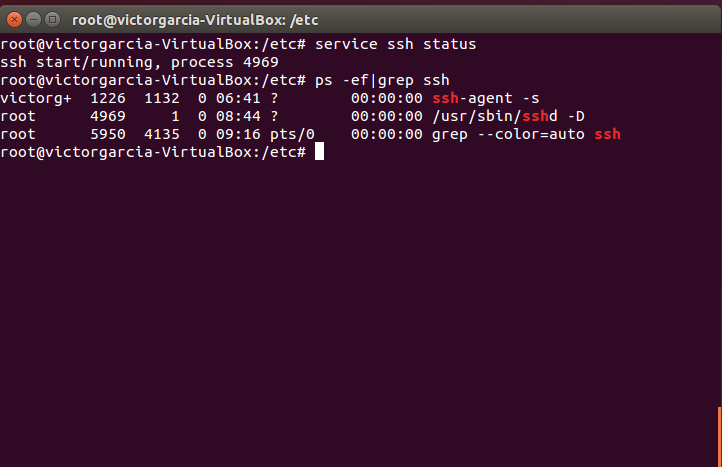 root@victorgarcia-VirtualBox: /etc
root@victorgarcia-VirtualBox:/etc# service ssh status
ssh start/running, process 4969
root@victorgarcia-VirtualBox:/etc# ps -ef|grep ssh
victorg+  1226  1132  0 06:41 ?        00:00:00 ssh-agent -s
root      4969     1  0 08:44 ?        00:00:00 /usr/sbin/sshd -D
root      5950  4135  0 09:16 pts/0    00:00:00 grep --color=auto ssh
root@victorgarcia-VirtualBox:/etc#